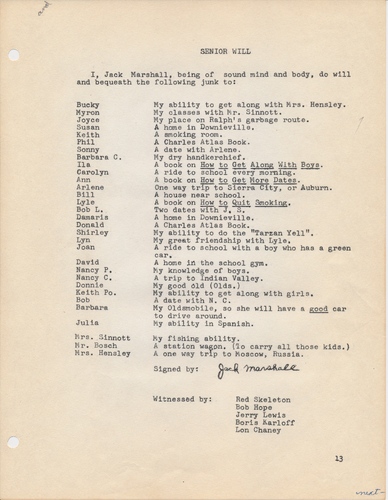 and
SENIOR WILL
I, Jack Marshall, being of sound mind and body, do will
and bequeath the following junk to:
Bucky My ability to get along with Mrs. Hensley.
Myron My classes with Mr. Sinnott.
Joyce My place on Ralph's garbage route.
Susan A home in Downieville.
Keith A smoking room.
Phil A Charles Atlas Book.
Sonny A date with Arlene.
Barbara C. My dry handkerchief.
Ila A book on How to Get Along With Boys.
Carolyn A ride to school every morning.
Ann A book on How to Get More Dates.
Arlene One way trip to Sierra City, or Auburn.
Bill A house near school.
Lyle A book on How to Quit Smoking.
Bob L. Two dates with J. S.
Damaris A home in Downieville.
Donald A Charles Atlas Book.
Shirley My ability to do the "Tarzan Yell".
Lyn My great friendship with Lyle.
Joan A ride to school with a boy who has a green
car.
David A home in the school gym.
Nancy P. My knowledge of boys.
Nancy C. A trip to Indian Valley.
Donnie My good old (Olds.)
Keith Po. My ability to get along with girls.
Bob A date with N. C.
Barbara My Oldsmobile, so she will have a good car
to drive around.
Julia My ability in Spanish.
Mrs. Sinnott My fishing ability.
Mr. Bosch A station wagon. (To carry all those kids.)
Mrs. Hensley A one way trip to Moscow, Russia.
Signed by: Jack Marshall
Witnessed by: Red Skeleton
Bob Hope
Jerry Lewis
Boris Karloff
Lon Chaney
13
next